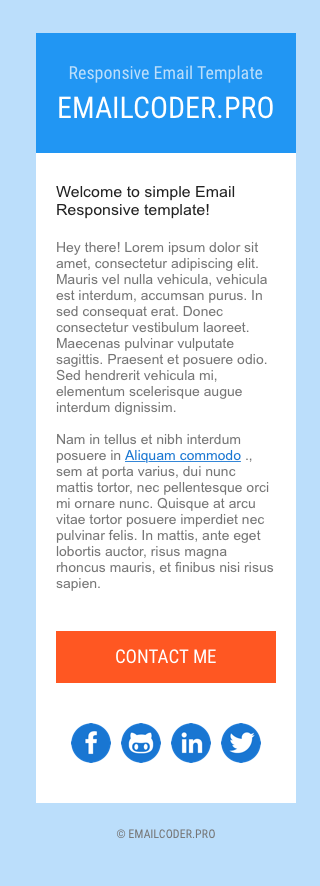 Responsive Email Template
EMAILCODER.PRO
Welcome to simple Email
Responsive template!
Hey there! Lorem ipsum dolor sit
amet, consectetur adipiscing elit.
Mauris vel nulla vehicula, vehicula
est interdum, accumsan purus. In
sed consequat erat. Donec
consectetur vestibulum laoreet.
Maecenas pulvinar vulputate
sagittis. Praesent et posuere odio.
Sed hendrerit vehicula mi,
elementum scelerisque augue
interdum dignissim.
Nam in tellus et nibh interdum
posuere in Aliquam commodo .,
sem at porta varius, dui nunc
mattis tortor, nec pellentesque orci
mi ornare nunc. Quisque at arcu
vitae tortor posuere imperdiet nec
pulvinar felis. In mattis, ante eget
lobortis auctor, risus magna
rhoncus mauris, et finibus nisi risus
sapien.
CONTACT ME
f
in
© EMAILCODER.PRO